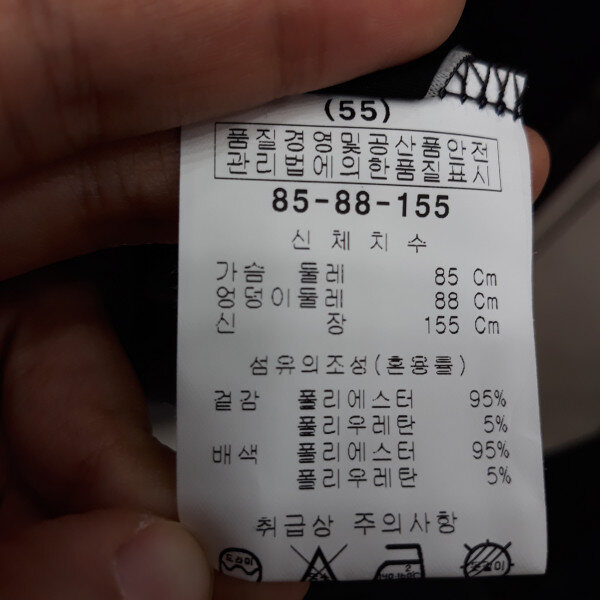 (55)
품질경영및공산품안전
관리법에의한품질표시
85-88-155
신체치수
가슴 둘레 85 Cm
엉덩이둘레 88 Cm
신 장 155 Cm
섬유의조성(혼용률)
겉감 폴리에스터 95%
폴리우레탄 5%
배색 폴리에스터 95%
폴리우레탄 5%
취급상 주의사항